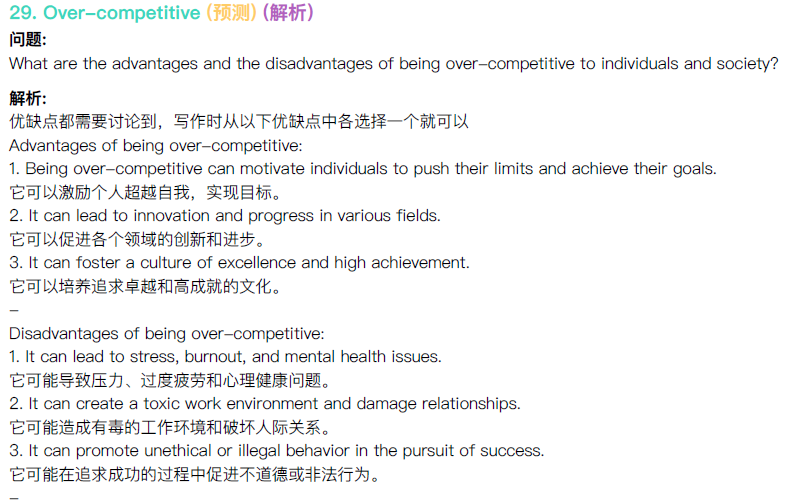 29. Over-competitive (预测) (解析)
问题:
What are the advantages and the disadvantages of being over-competitive to individuals and society?
解析:
优缺点都需要讨论到，写作时从以下优缺点中各选择一个就可以
Advantages of being over-competitive:
1. Being over-competitive can motivate individuals to push their limits and achieve their goals.
它可以激励个人超越自我，实现目标。
2. It can lead to innovation and progress in various fields.
它可以促进各个领域的创新和进步。
3. It can foster a culture of excellence and high achievement.
它可以培养追求卓越和高成就的文化。
-
Disadvantages of being over-competitive:
1. It can lead to stress, burnout, and mental health issues.
它可能导致压力、过度疲劳和心理健康问题。
2. It can create a toxic work environment and damage relationships.
它可能造成有毒的工作环境和破坏人际关系。
3. It can promote unethical or illegal behavior in the pursuit of success.
它可能在追求成功的过程中促进不道德或非法行为。
-